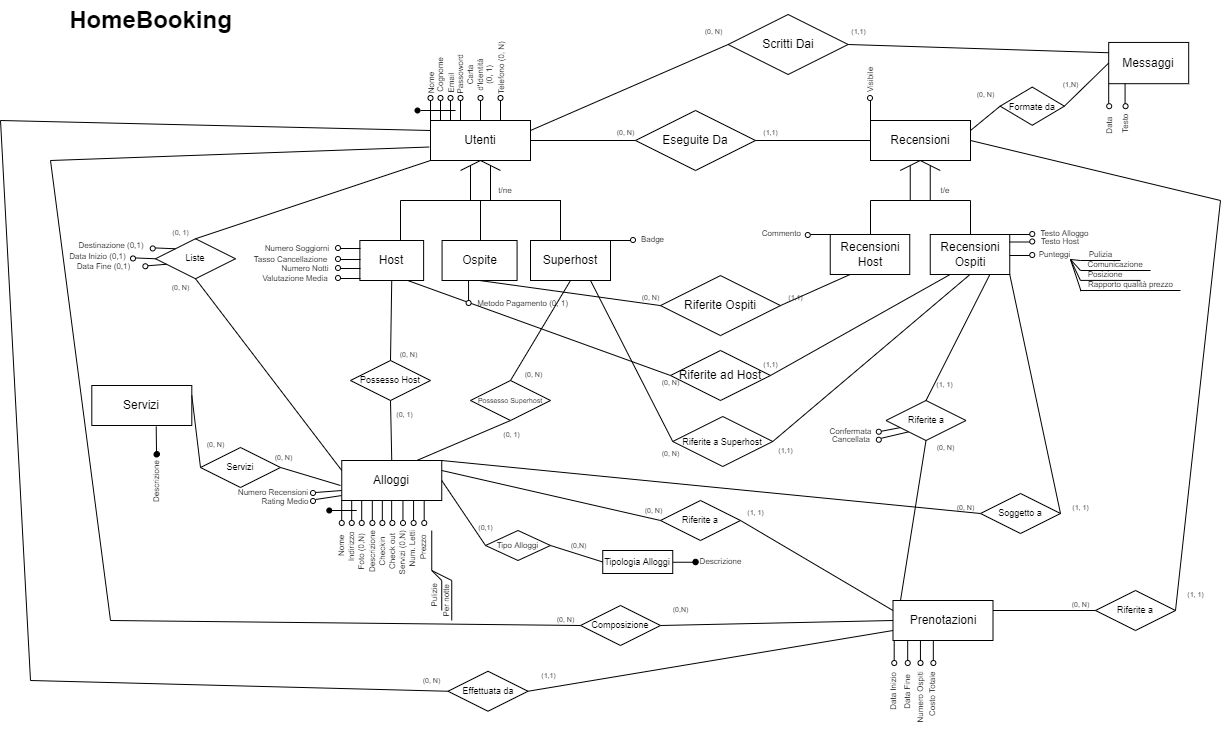 HomeBooking
(0, N)
Scritti Dai
(1,1)
Messaggi
Nome
Cognome
Email
Passoword
Carta
d'Identità
(0, 1)
Telefono (0, N)
Visibile
(0, N)
Formate da
(1,N)
Data
Testo
Utenti
(0, N)
Eseguite Da
(1,1)
Recensioni
t/ne
t/e
(0, 1)
Destinazione (0,1)
Data Inizio (0,1)
Data Fine (0,1)
Liste
(0, N)
Numero Soggiorni
Tasso Cancellazione
Numero Notti
Valutazione Media
Host
Ospite
Superhost
Badge
Commento
Recensioni
Host
Recensioni
Ospiti
Testo Alloggo
Testo Host
Punteggi
Pulizia
Comunicazione
Posizione
Rapporto qualità prezzo
Metodo Pagamento (0, 1)
(0, N)
Riferite Ospiti
(1,1)
(0, N)
Possesso Host
(0, 1)
(0, N)
Possesso Superhost
(0, 1)
(1,1)
Riferite ad Host
(0, N)
Riferite a Superhost
(0, N)
(1,1)
(1, 1)
Riferite a
Confermata
Cancellata
(0, N)
Servizi
Descrizione
(0, N)
Servizi
(0, N)
Alloggi
Numero Recensioni
Rating Medio
Nome
Indirizzo
Foto (0,N)
Descrizione
Checkin
Check out
Servizi (0,N)
Num. Letti
Prezzo
Pulizie
Per notte
(0,1)
Tipo Alloggi
(0,N)
Tipologia Alloggi
Descrizione
(0, N)
Riferite a
(1, 1)
(0, N)
Soggetto a
(1, 1)
Prenotazioni
(0, N)
Riferite a
(1, 1)
(0, N)
Composizione
(0,N)
(0, N)
Effettuata da
(1,1)
Data Inizio
Data Fine
Numero Ospiti
Costo Totale